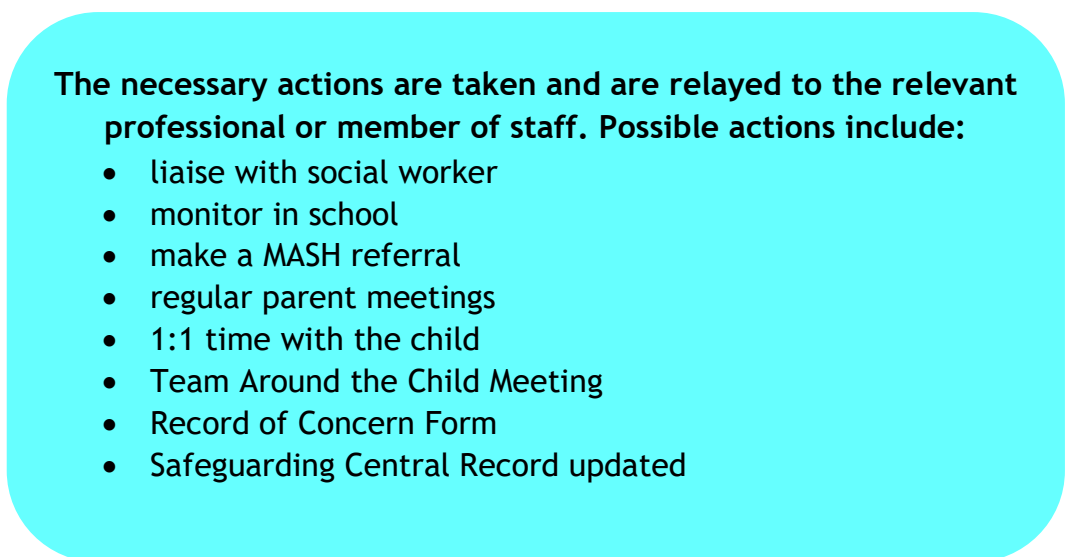 The necessary actions are taken and are relayed to the relevant
professional or member of staff. Possible actions include:
• liaise with social worker
• monitor in school
• make a MASH referral
• regular parent meetings
• 1:1 time with the child
• Team Around the Child Meeting
• Record of Concern Form
• Safeguarding Central Record updated